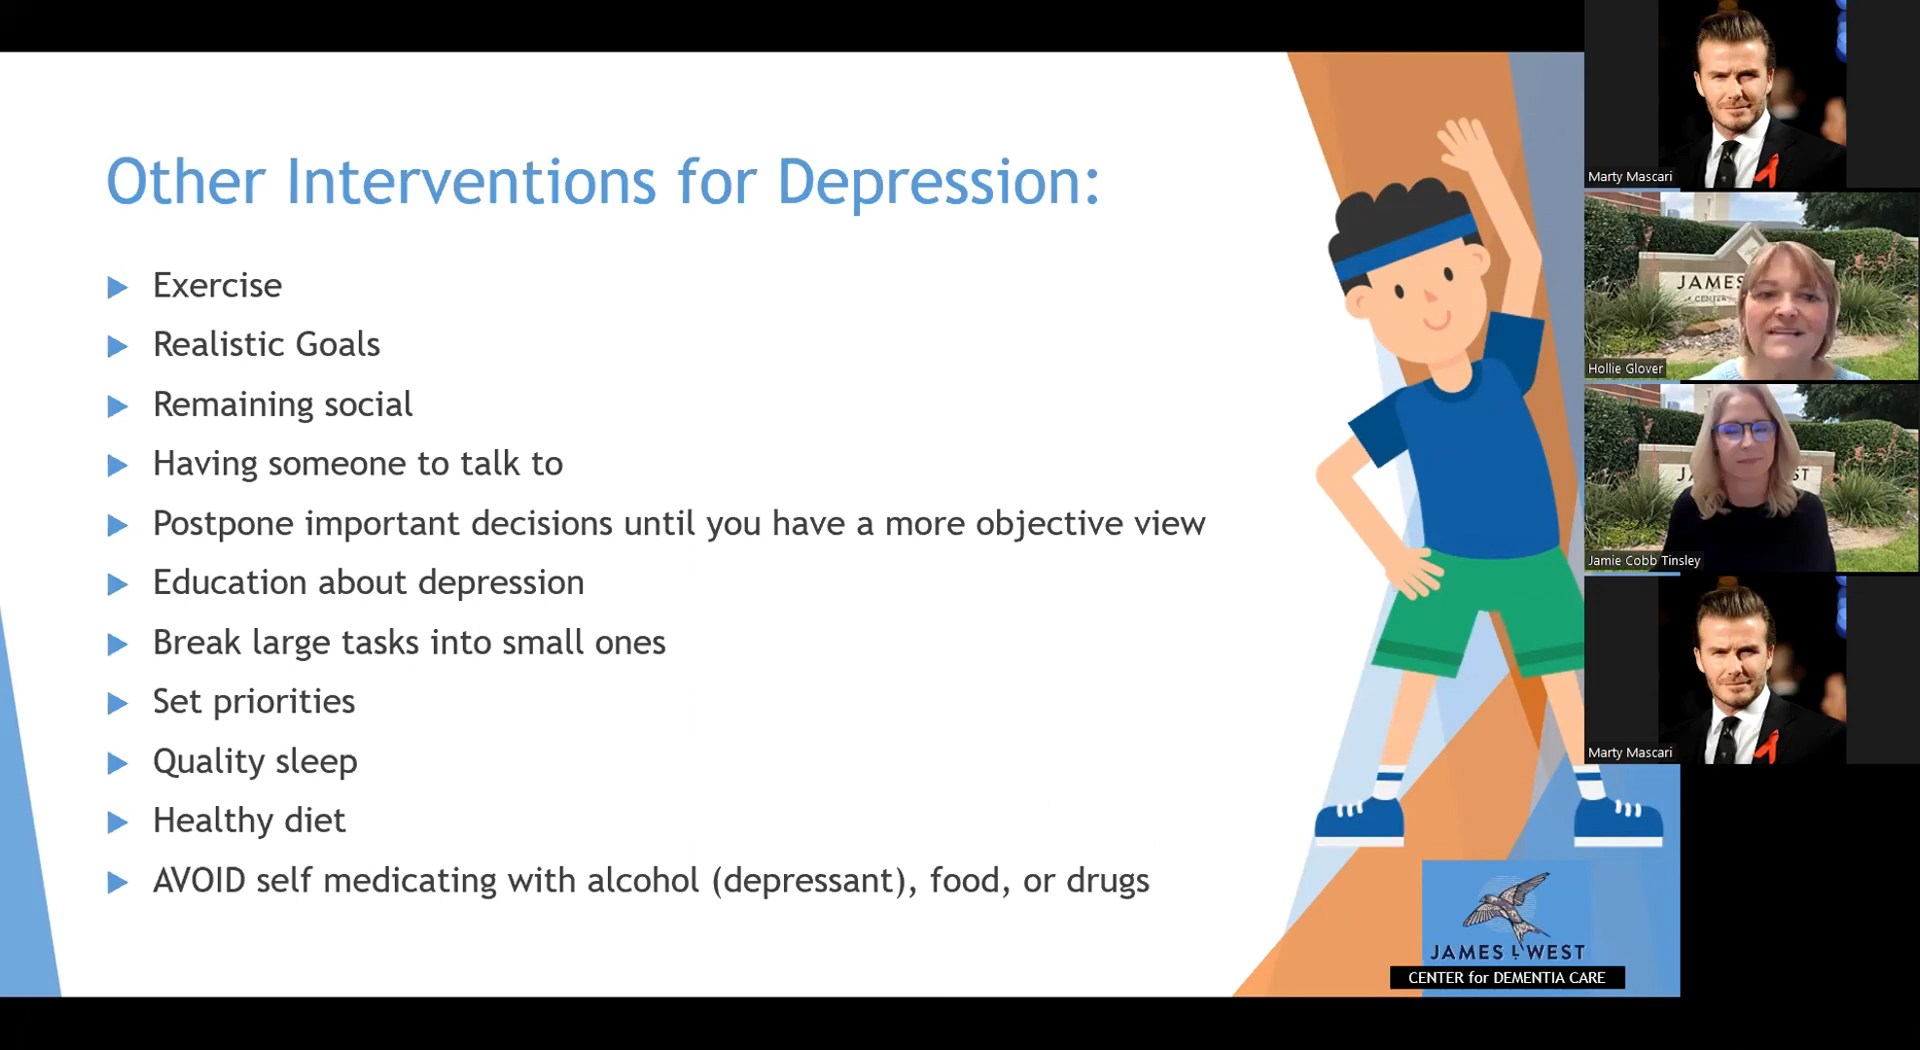 Other Interventions for Depression:
Exercise
Realistic Goals
Remaining social
Having someone to talk to
Postpone important decisions until you have a more objective view
Education about depression
Break large tasks into small ones
Set priorities
Quality sleep
Healthy diet
AVOID self medicating with alcohol (depressant), food, or drugs
JAMES L WEST
CENTER for DEMENTIA CARE
Marty Mascari
JAMES
CENTER
Hollie Glover
ST
Jamie Cobb Tinsley
Marty Mascari